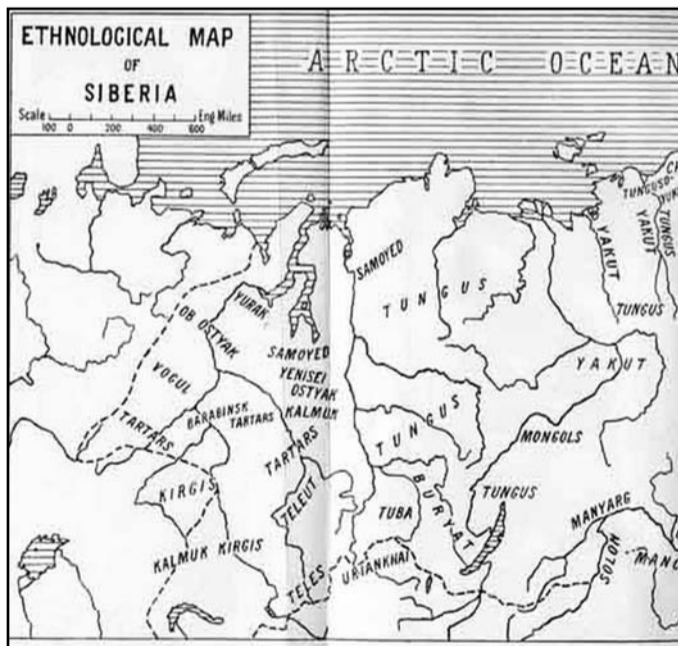 ETHNOLOGICAL MAP
OF
SIBERIA
Scale
Eng Miles
100 0 200 400 600
ARCTIC OCEAN
SAMOYED
TUNGUS
YAKUT
YAKUT
TUNGUS
TUNGUS
YURAK
OB OSTYAK
SAMOYED
YENISEI
OSTYAK
KALMUK
VOGUL
TARTARS
BARABINSK
TARTARS
TARTARS
TUNGUS
YAKUT
MONGOLS
KIRGIS
TELEUT
TUBA
BURYAT
TUNGUS
MANYARG
SOLON
KALMUK KIRGIS
TELES
URIANKHAI